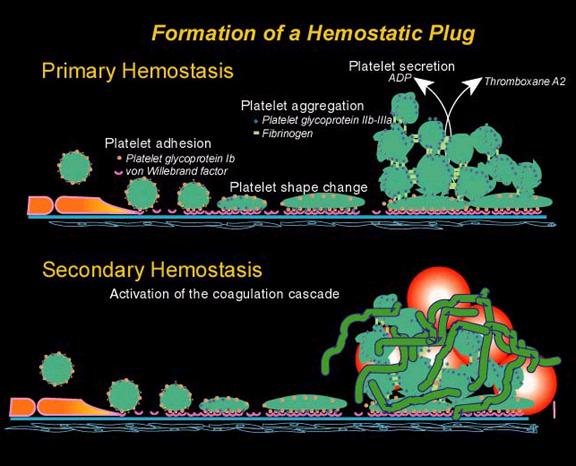 Formation of a Hemostatic Plug
Primary Hemostasis
Platelet secretion
ADP
Thromboxane A2
Platelet aggregation
Platelet glycoprotein IIb-IIIa
Fibrinogen
Platelet adhesion
Platelet glycoprotein Ib
von Willebrand factor
Platelet shape change
Secondary Hemostasis
Activation of the coagulation cascade